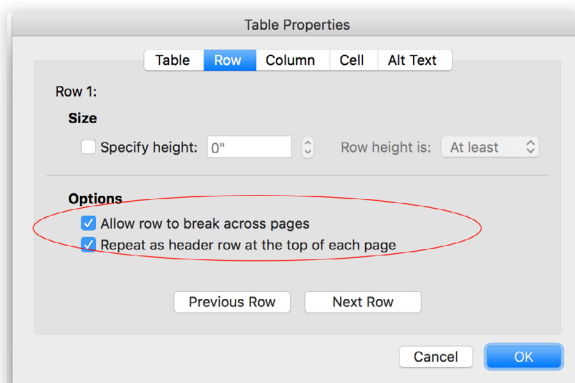 Table Properties
Table Row Column Cell Alt Text
Row 1:
Size
Specify height: 0" Row height is: At least
Options
Allow row to break across pages
Repeat as header row at the top of each page
Previous Row Next Row
Cancel OK